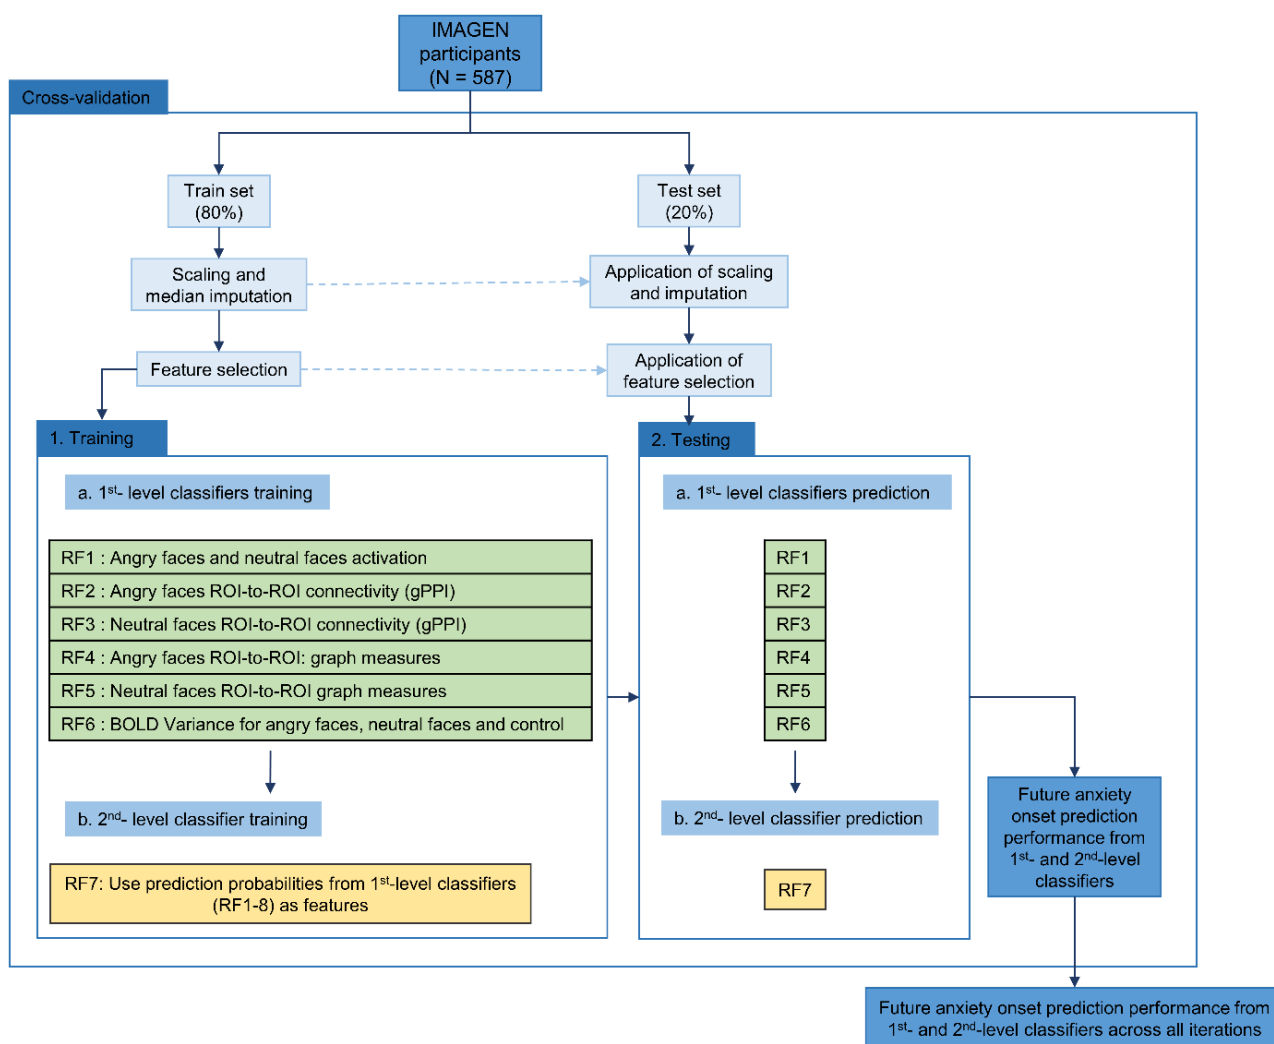 IMAGEN
participants
(N = 587)
Cross-validation
Train set
(80%)
Test set
(20%)
Scaling and
median imputation
Application of scaling
and imputation
Feature selection
Application of
feature selection
1. Training
2. Testing
a. 1st- level classifiers training
a. 1st- level classifiers prediction
RF1 : Angry faces and neutral faces activation
RF2 : Angry faces ROI-to-ROI connectivity (gPPI)
RF3 : Neutral faces ROI-to-ROI connectivity (gPPI)
RF4 : Angry faces ROI-to-ROI: graph measures
RF5 : Neutral faces ROI-to-ROI graph measures
RF6 : BOLD Variance for angry faces, neutral faces and control
RF1
RF2
RF3
RF4
RF5
RF6
b. 2nd- level classifier training
b. 2nd- level classifier prediction
RF7: Use prediction probabilities from 1st-level classifiers
(RF1-8) as features
RF7
Future anxiety
onset prediction
performance from
1st- and 2nd-level
classifiers
Future anxiety onset prediction performance from
1st- and 2nd-level classifiers across all iterations